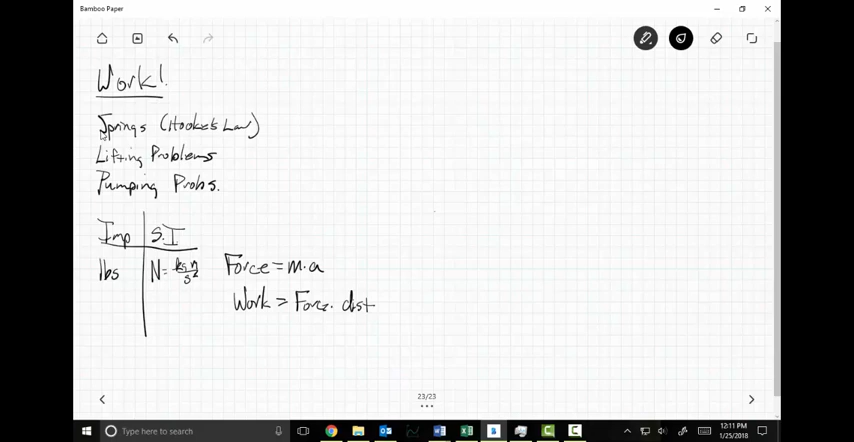 Bamboo Paper
Work!
Springs (Hooke's Law)
Lifting Problems
Pumping Probs.
Imp S.I
lbs N = kg m/s² Force = m·a
Work = Force · dist
23/23
Type here to search
12:11 PM
1/25/2018